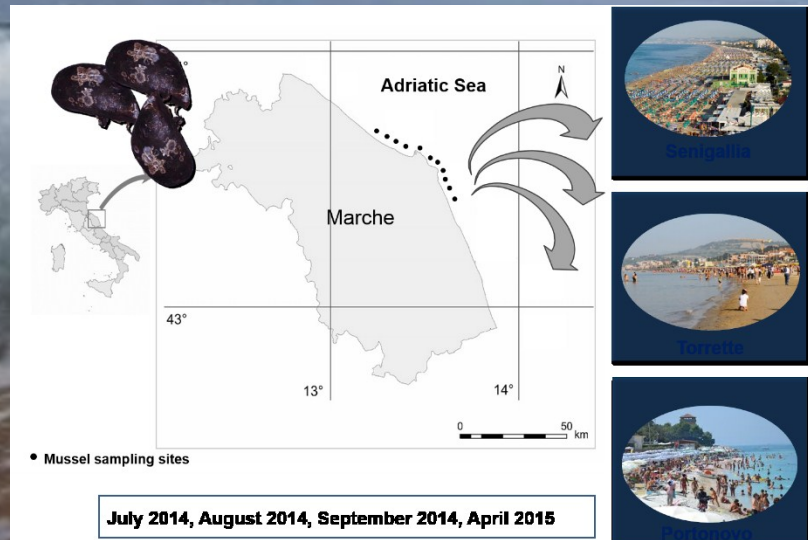 Adriatic Sea
N
Marche
43°
13°
14°
0 50
km
• Mussel sampling sites
July 2014, August 2014, September 2014, April 2015
Senigallia
Torrette
Portonovo